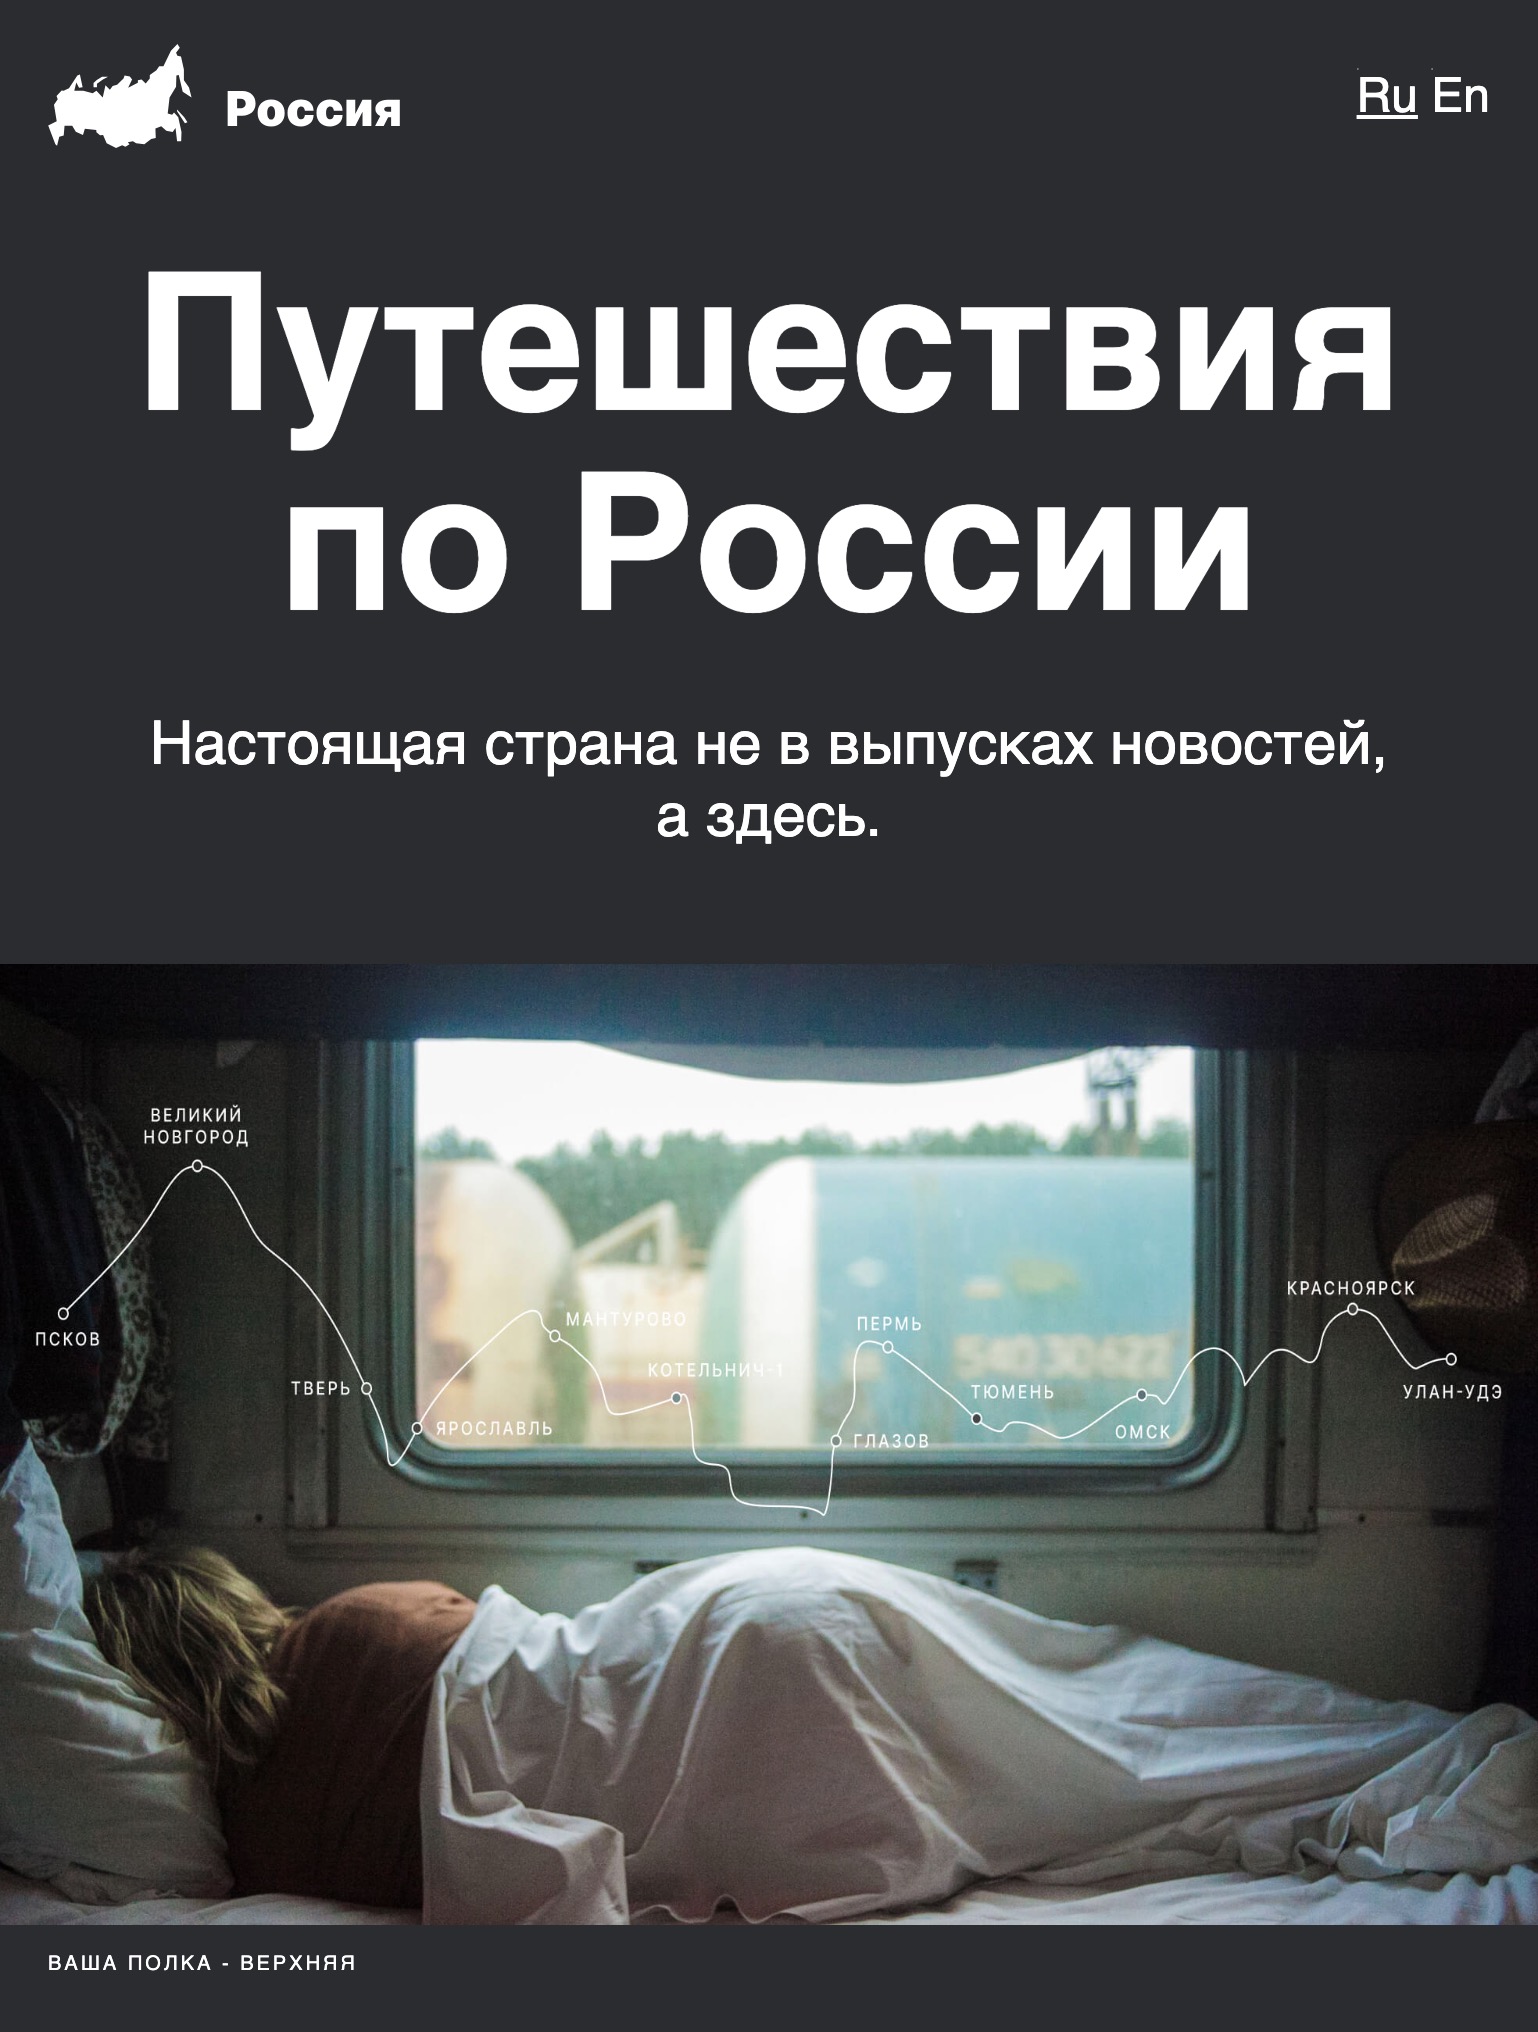 Россия
Ru En
Путешествия
по России
Настоящая страна не в выпусках новостей,
а здесь.
ВЕЛИКИЙ
НОВГОРОД
ПСКОВ
ТВЕРЬ
ЯРОСЛАВЛЬ
МАНТУРОВО
КОТЕЛЬНИЧ-1
ПЕРМЬ
ГЛАЗОВ
ТЮМЕНЬ
ОМСК
КРАСНОЯРСК
УЛАН-УДЭ
ВАША ПОЛКА - ВЕРХНЯЯ